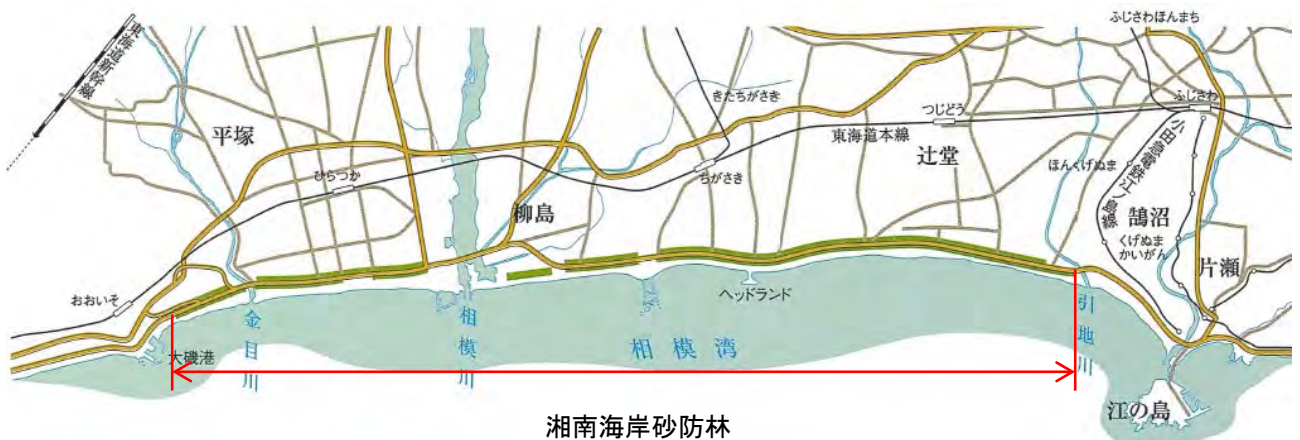 東海道新幹線
平塚
ひらつか
おおいそ
大磯港
金目川
相模川
柳島
きたちがさき
ちがさき
東海道本線
ヘッドランド
相模湾
つじどう
辻堂
ふじさわほんまち
ふじさわ
小田急電鉄江ノ島線
ほんくげぬま
鵠沼
くげぬま
かいがん
片瀬
引地川
江の島
湘南海岸砂防林